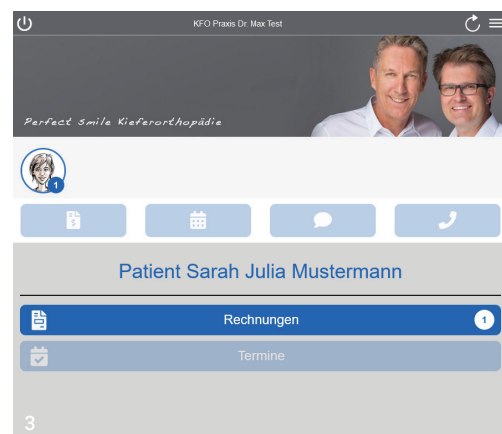 KFO Praxis Dr. Max Test
Perfect smile Kieferorthopädie
1
$
Patient Sarah Julia Mustermann
Rechnungen 1
Termine
3